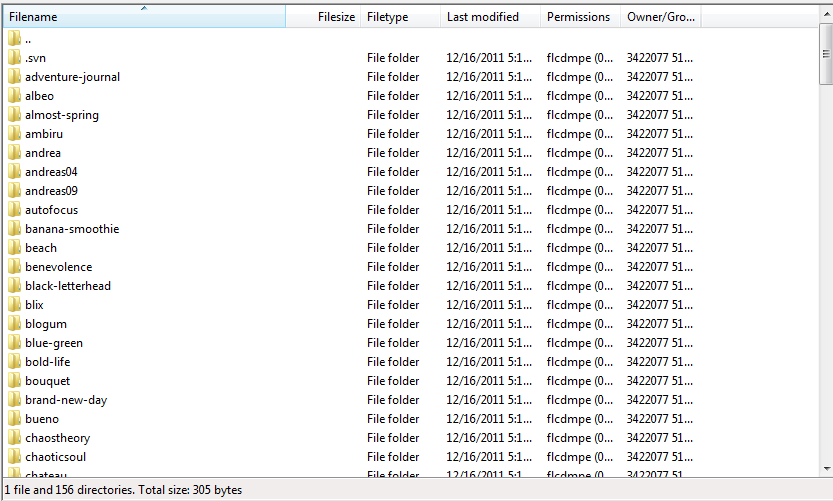 Filename Filesize Filetype Last modified Permissions Owner/Gro...
..
.svn File folder 12/16/2011 5:1... flcdmpe (0... 3422077 51...
adventure-journal File folder 12/16/2011 5:1... flcdmpe (0... 3422077 51...
albeo File folder 12/16/2011 5:1... flcdmpe (0... 3422077 51...
almost-spring File folder 12/16/2011 5:1... flcdmpe (0... 3422077 51...
ambiru File folder 12/16/2011 5:1... flcdmpe (0... 3422077 51...
andrea File folder 12/16/2011 5:1... flcdmpe (0... 3422077 51...
andreas04 File folder 12/16/2011 5:1... flcdmpe (0... 3422077 51...
andreas09 File folder 12/16/2011 5:1... flcdmpe (0... 3422077 51...
autofocus File folder 12/16/2011 5:1... flcdmpe (0... 3422077 51...
banana-smoothie File folder 12/16/2011 5:1... flcdmpe (0... 3422077 51...
beach File folder 12/16/2011 5:1... flcdmpe (0... 3422077 51...
benevolence File folder 12/16/2011 5:1... flcdmpe (0... 3422077 51...
black-letterhead File folder 12/16/2011 5:1... flcdmpe (0... 3422077 51...
blix File folder 12/16/2011 5:1... flcdmpe (0... 3422077 51...
blogum File folder 12/16/2011 5:1... flcdmpe (0... 3422077 51...
blue-green File folder 12/16/2011 5:1... flcdmpe (0... 3422077 51...
bold-life File folder 12/16/2011 5:1... flcdmpe (0... 3422077 51...
bouquet File folder 12/16/2011 5:1... flcdmpe (0... 3422077 51...
brand-new-day File folder 12/16/2011 5:1... flcdmpe (0... 3422077 51...
bueno File folder 12/16/2011 5:1... flcdmpe (0... 3422077 51...
chaostheory File folder 12/16/2011 5:1... flcdmpe (0... 3422077 51...
chaoticsoul File folder 12/16/2011 5:1... flcdmpe (0... 3422077 51...
chateau File folder 12/16/2011 5:1... flcdmpe (0... 3422077 51...
1 file and 156 directories. Total size: 305 bytes